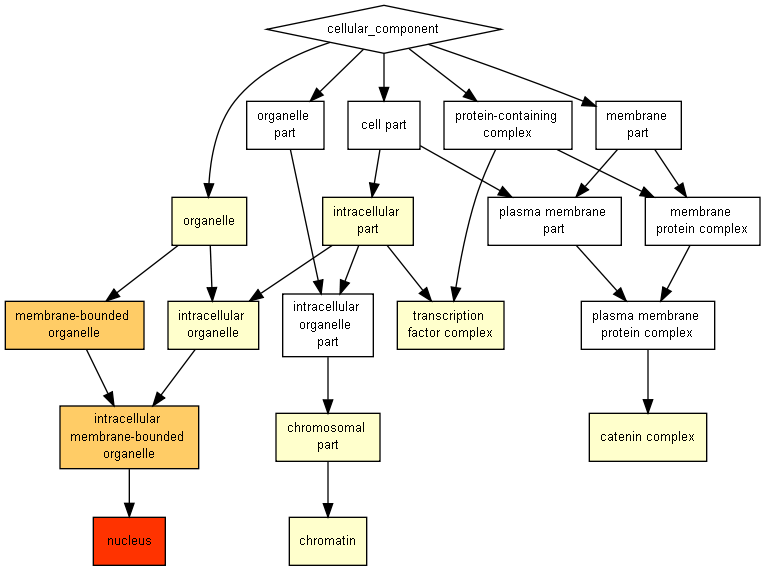 cellular_component
organelle
part
cell part
protein-containing
complex
membrane
part
organelle
intracellular
part
plasma membrane
part
membrane
protein complex
membrane-bounded
organelle
intracellular
organelle
intracellular
organelle
part
transcription
factor complex
plasma membrane
protein complex
intracellular
membrane-bounded
organelle
chromosomal
part
catenin complex
nucleus
chromatin